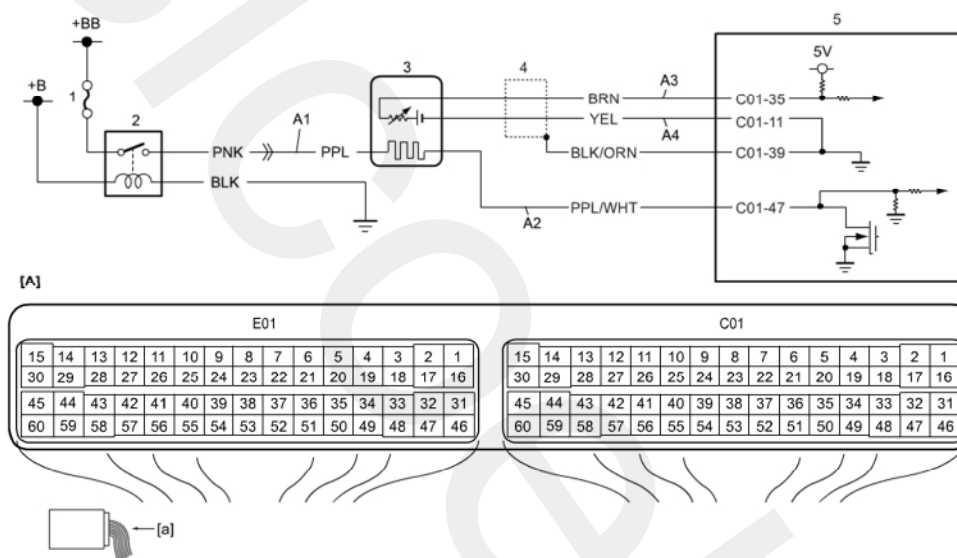 +BB
5
+B
5V
3
4
1
A3
BRN
C01-35
2
A1
YEL
C01-11
A4
PNK
PPL
BLK/ORN
C01-39
BLK
PPL/WHT
C01-47
A2
[A]
E01
C01
15 14 13 12 11 10 9 8 7 6 5 4 3 2 1
15 14 13 12 11 10 9 8 7 6 5 4 3 2 1
30 29 28 27 26 25 24 23 22 21 20 19 18 17 16
30 29 28 27 26 25 24 23 22 21 20 19 18 17 16
45 44 43 42 41 40 39 38 37 36 35 34 33 32 31
45 44 43 42 41 40 39 38 37 36 35 34 33 32 31
60 59 58 57 56 55 54 53 52 51 50 49 48 47 46
60 59 58 57 56 55 54 53 52 51 50 49 48 47 46
[a]